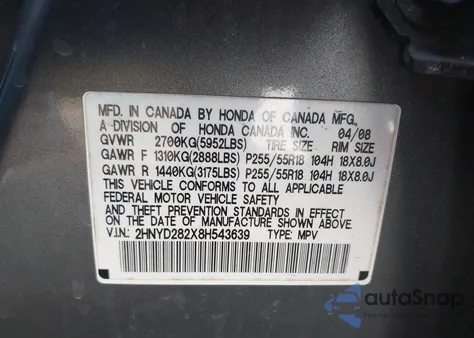 MFD. IN CANADA BY HONDA OF CANADA MFG.,
A DIVISION OF HONDA CANADA INC. 04/08
GVWR 2700KG(5952LBS) TIRE SIZE RIM SIZE
GAWR F 1310KG(2888LBS) P255/55R18 104H 18X8.0J
GAWR R 1440KG(3175LBS) P255/55R18 104H 18X8.0J
THIS VEHICLE CONFORMS TO ALL APPLICABLE
FEDERAL MOTOR VEHICLE SAFETY
AND THEFT PREVENTION STANDARDS IN EFFECT
ON THE DATE OF MANUFACTURE SHOWN ABOVE.
V.I.N.: 2HNYD282X8H543639 TYPE: MPV
autoSnap